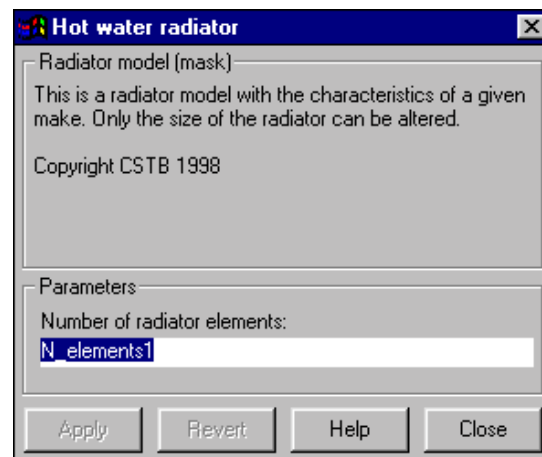 Hot water radiator
Radiator model (mask)
This is a radiator model with the characteristics of a given
make. Only the size of the radiator can be altered.
Copyright CSTB 1998
Parameters
Number of radiator elements:
N_elements1
Apply Revert Help Close